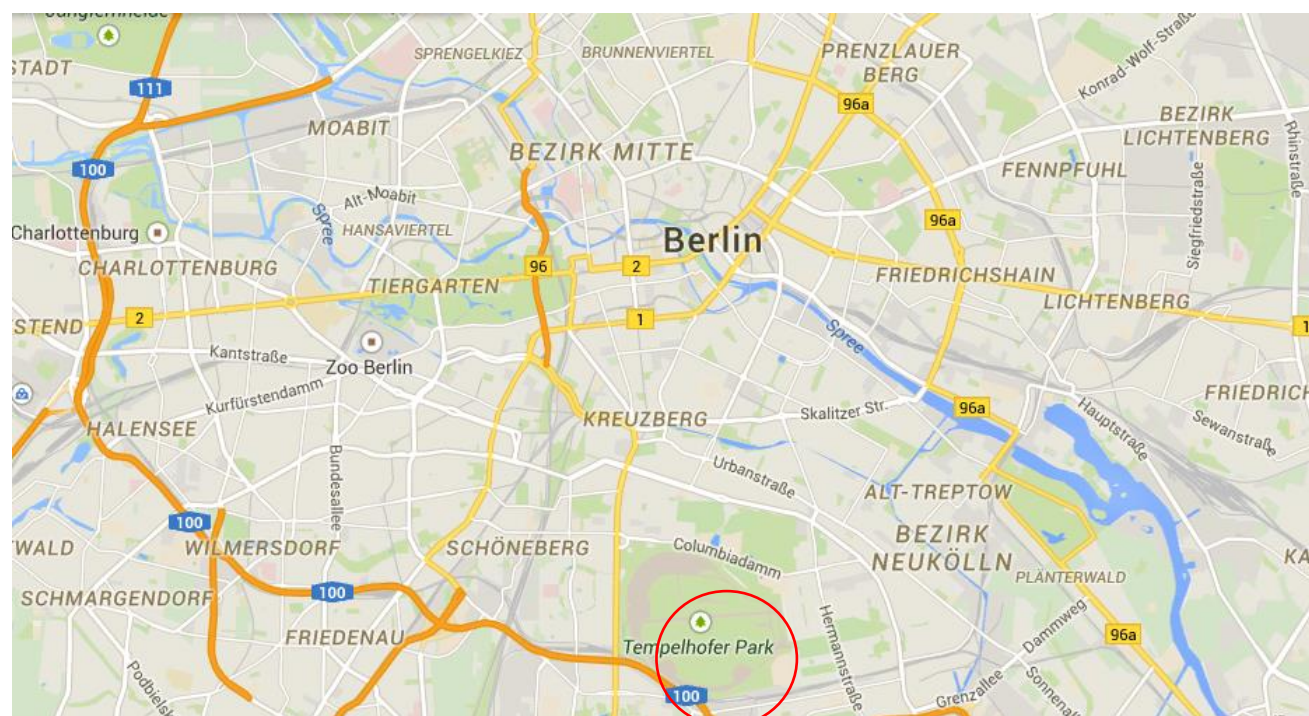 Jungfernheide
STADT
111
SPRENGELKIEZ
BRUNNENVIERTEL
PRENZLAUER
BERG
Konrad-Wolf-Straße
96a
BEZIRK
LICHTENBERG
Rhinstraße
MOABIT
BEZIRK MITTE
100
FENNPFUHL
Siegfriedstraße
Alt-Moabit
Spree
HANSAVIERTEL
96a
Charlottenburg
Berlin
CHARLOTTENBURG
TIERGARTEN
96
2
FRIEDRICHSHAIN
LICHTENBERG
STEND
2
1
1
Spree
Kantstraße
Zoo Berlin
Kurfürstendamm
FRIEDRICH
HALENSEE
KREUZBERG
Skalitzer Str.
96a
Hauptstraße
Sewanstraße
Bundesallee
Urbanstraße
ALT-TREPTOW
100
BEZIRK
NEUKÖLLN
WALD
WILMERSDORF
SCHÖNEBERG
Columbiadamm
KA
PLÄNTERWALD
SCHMARGENDORF
100
Hermannstraße
Dammweg
FRIEDENAU
Tempelhofer Park
96a
Podbielsk
100
Grenzallee
Sonnena